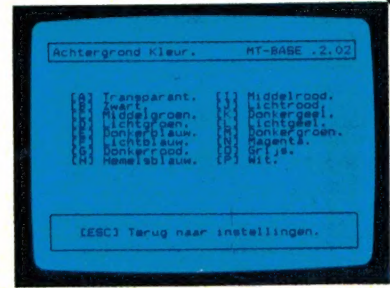 Achtergrond Kleur. MT-BASE .2.02
[A] Transparant.
Zwart.
Middelgroen.
Lichtgroen.
Donkerblauw.
Lichtblauw.
[G] Donkerrood.
[H] Hemelsblauw.
[I] Middelrood.
Lichtrood.
Donkergeel.
Lichtgeel.
Donkergroen.
Magenta.
Grijs.
Wit.
[ESC] Terug naar instellingen.